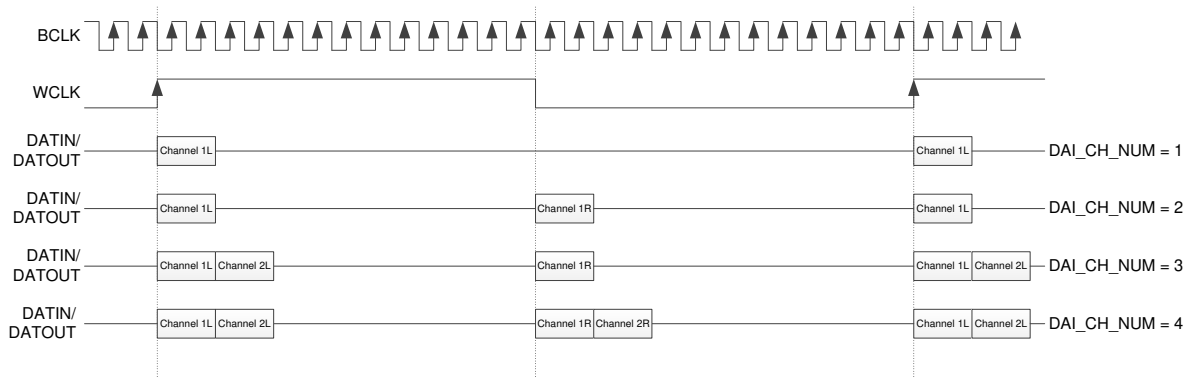 BCLK
WCLK
DATIN/
DATOUT
Channel 1L
Channel 1L
DAI_CH_NUM = 1
DATIN/
DATOUT
Channel 1L
Channel 1R
Channel 1L
DAI_CH_NUM = 2
DATIN/
DATOUT
Channel 1L
Channel 2L
Channel 1R
Channel 1L
Channel 2L
DAI_CH_NUM = 3
DATIN/
DATOUT
Channel 1L
Channel 2L
Channel 1R
Channel 2R
Channel 1L
Channel 2L
DAI_CH_NUM = 4